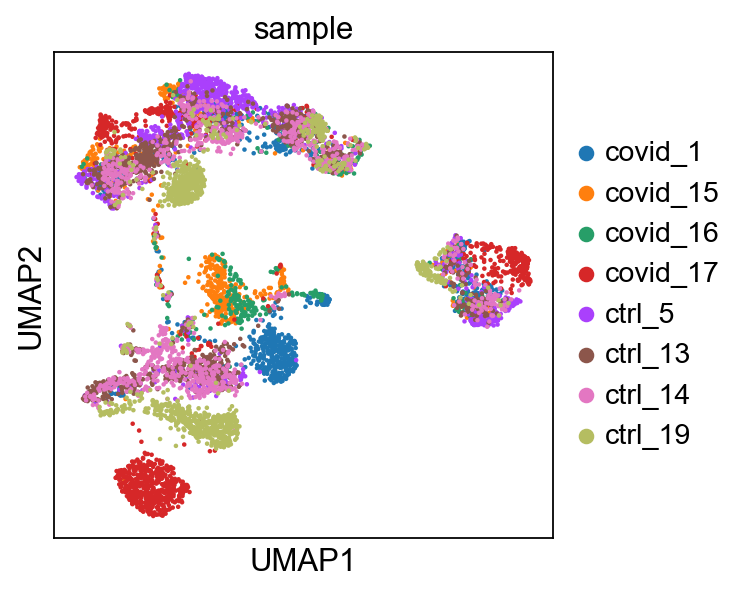 sample
covid_1
covid_15
covid_16
covid_17
ctrl_5
ctrl_13
ctrl_14
ctrl_19
UMAP2
UMAP1